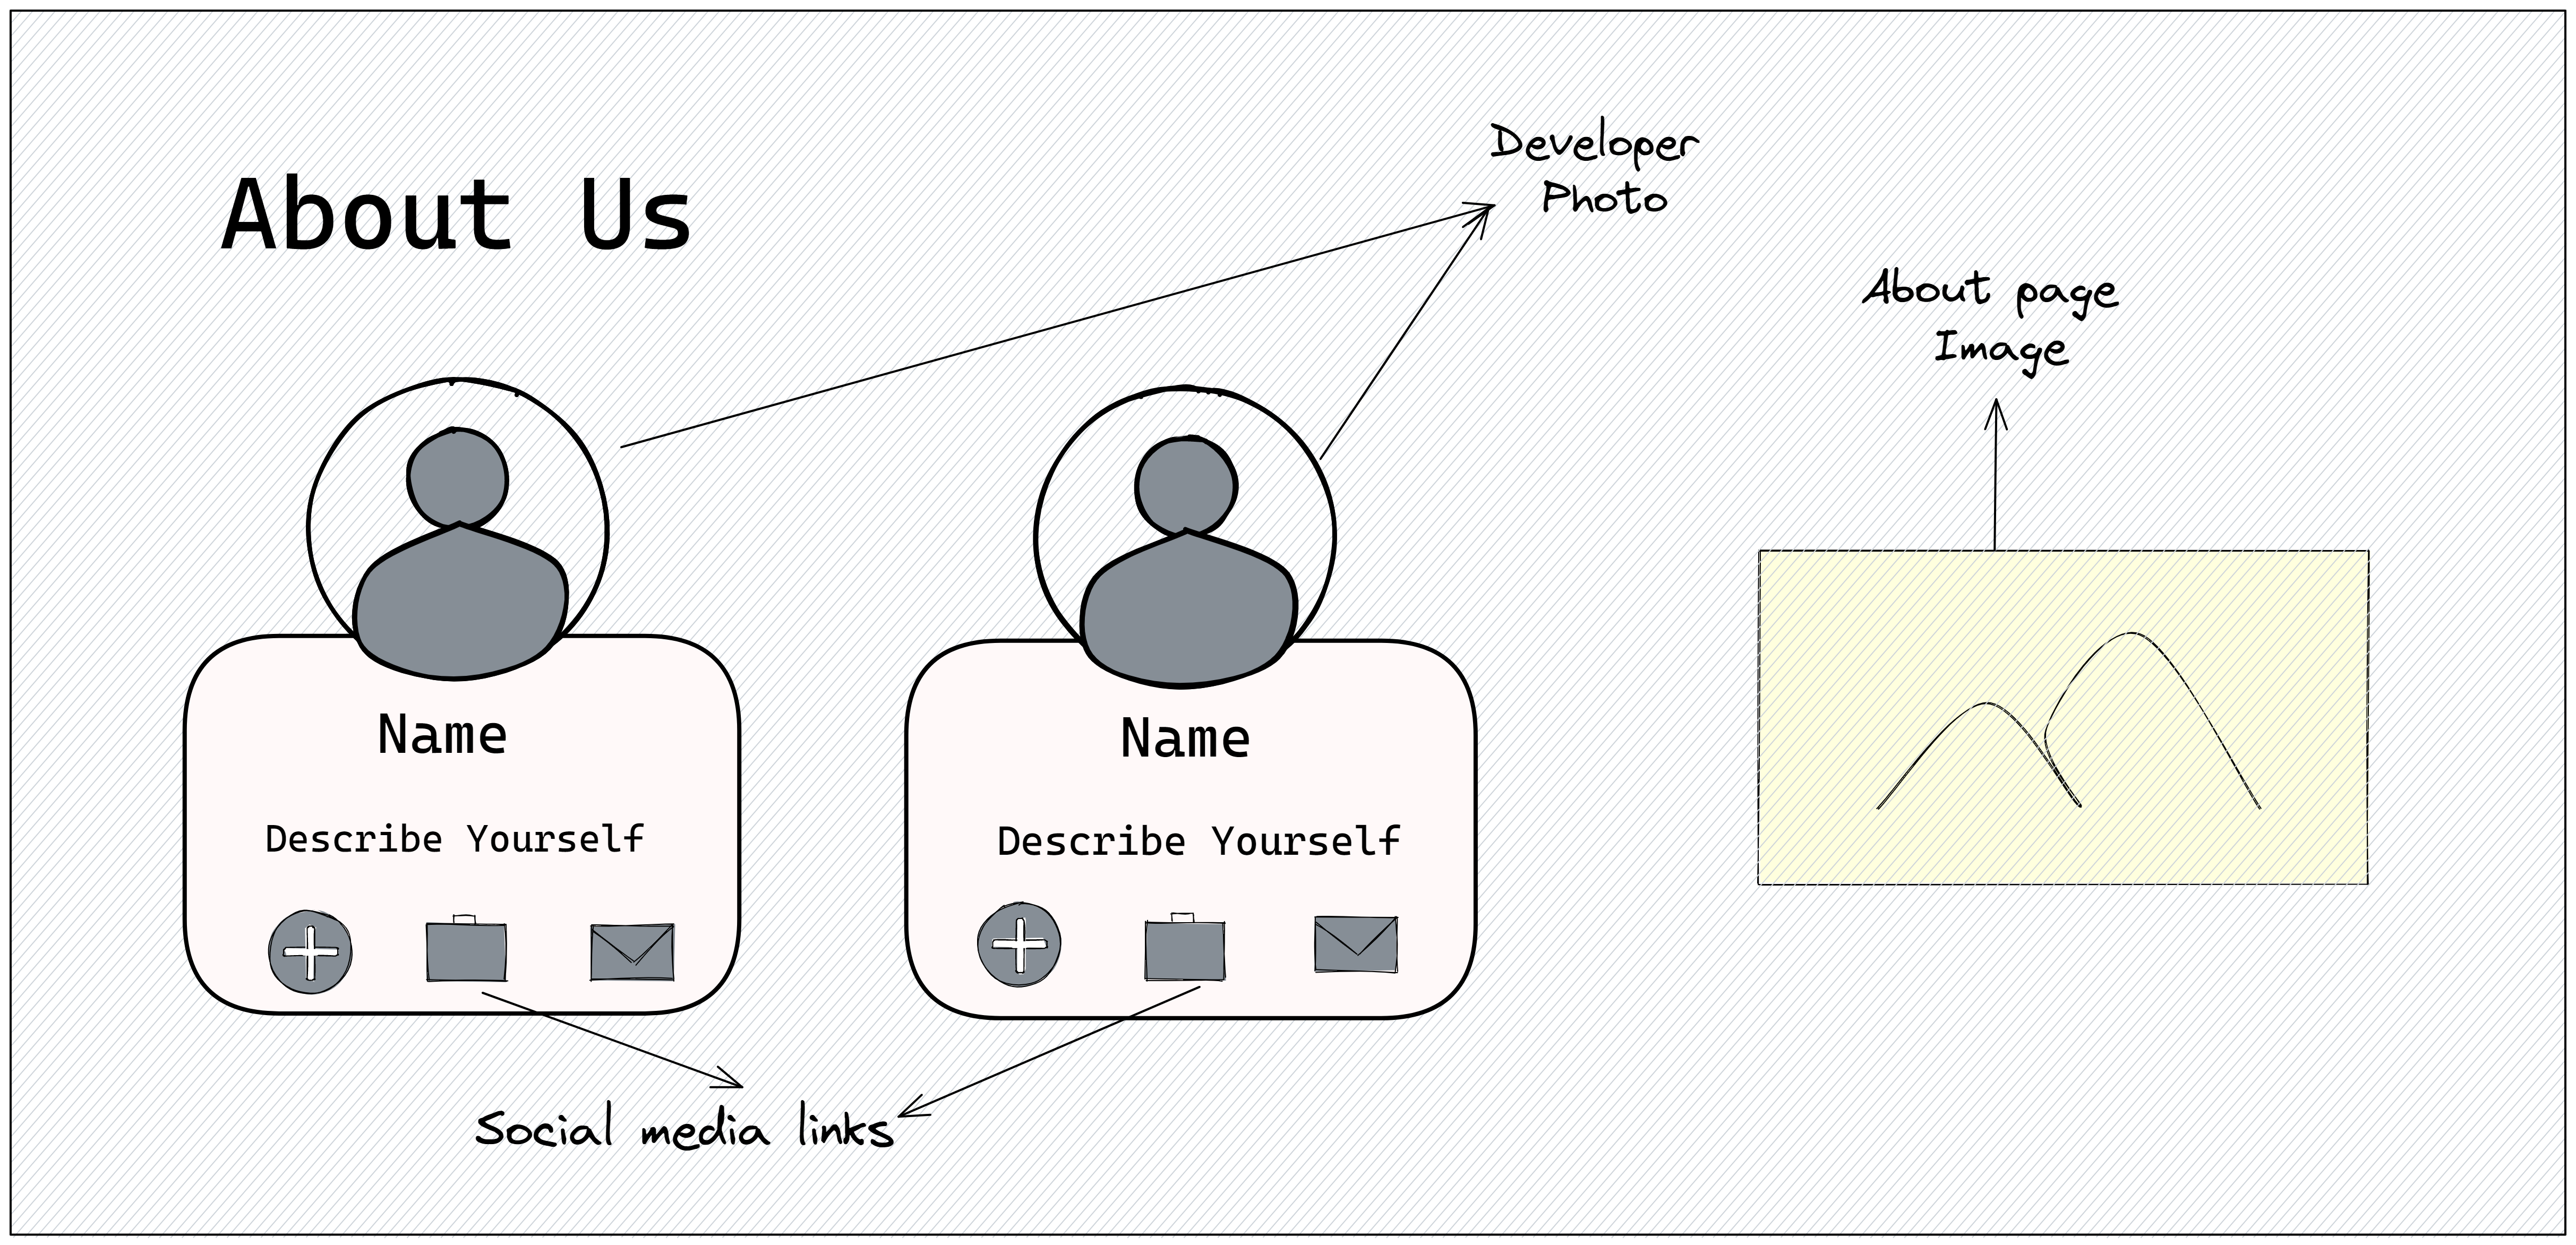 About Us
Developer
Photo
About page
Image
Name
Describe Yourself
Name
Describe Yourself
Social media links